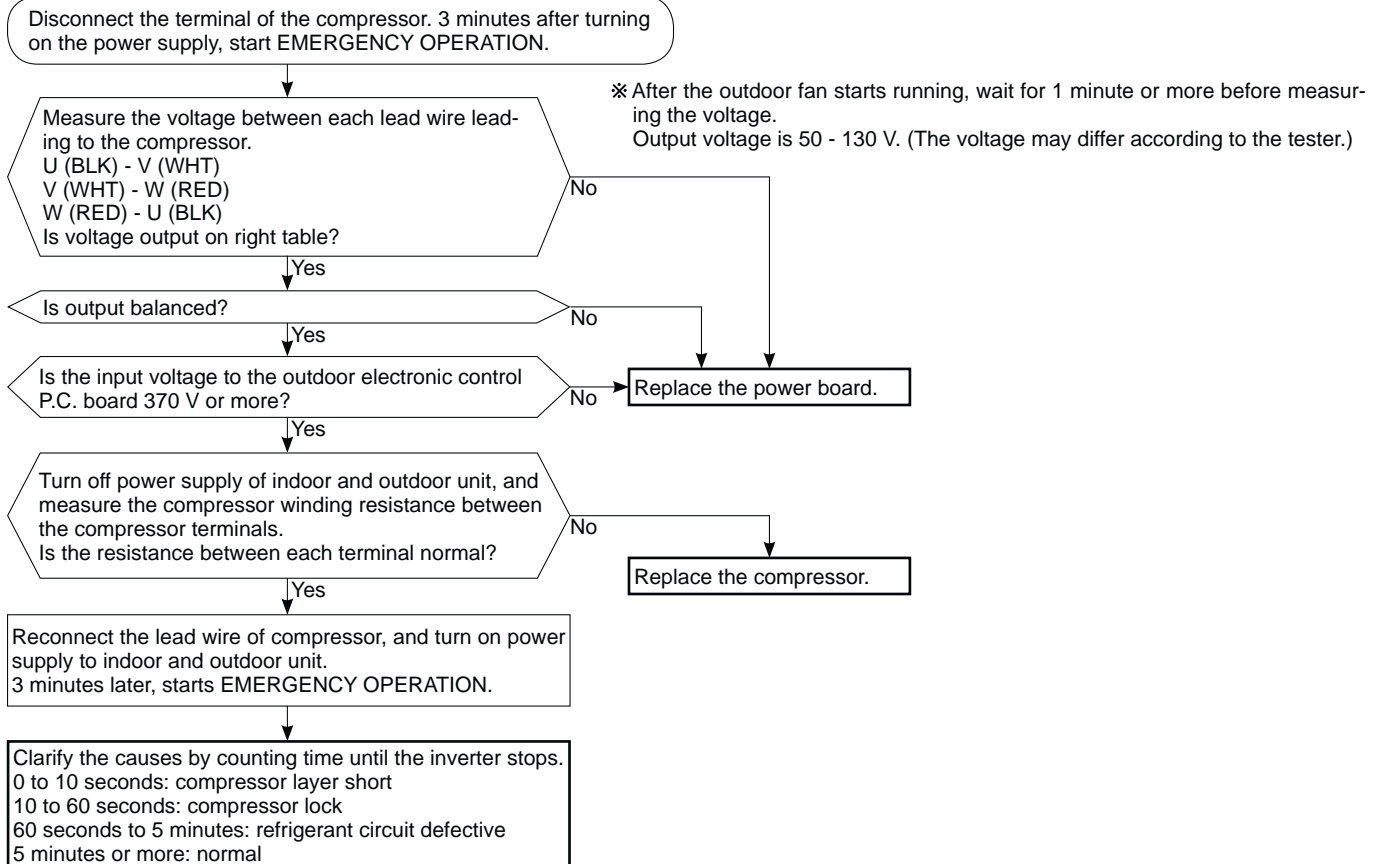 Disconnect the terminal of the compressor. 3 minutes after turning
on the power supply, start EMERGENCY OPERATION.
※ After the outdoor fan starts running, wait for 1 minute or more before measur-
ing the voltage.
Output voltage is 50 - 130 V. (The voltage may differ according to the tester.)
Measure the voltage between each lead wire lead-
ing to the compressor.
U (BLK) - V (WHT)
V (WHT) - W (RED)
W (RED) - U (BLK)
Is voltage output on right table?
No
Yes
Is output balanced?
No
Yes
Is the input voltage to the outdoor electronic control
P.C. board 370 V or more?
No
Replace the power board.
Yes
Turn off power supply of indoor and outdoor unit, and
measure the compressor winding resistance between
the compressor terminals.
Is the resistance between each terminal normal?
No
Replace the compressor.
Yes
Reconnect the lead wire of compressor, and turn on power
supply to indoor and outdoor unit.
3 minutes later, starts EMERGENCY OPERATION.
Clarify the causes by counting time until the inverter stops.
0 to 10 seconds: compressor layer short
10 to 60 seconds: compressor lock
60 seconds to 5 minutes: refrigerant circuit defective
5 minutes or more: normal